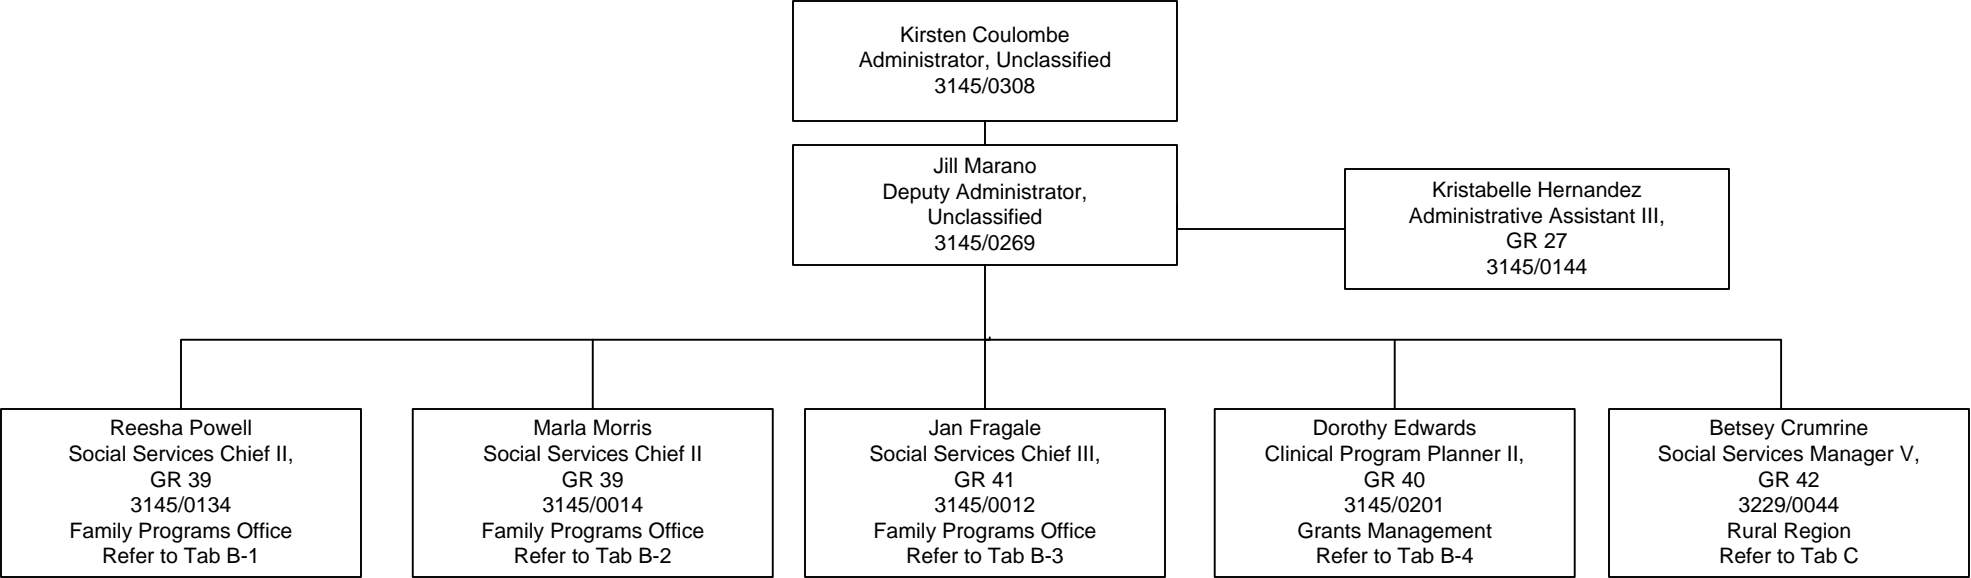 Kirsten Coulombe
Administrator, Unclassified
3145/0308
Jill Marano
Deputy Administrator,
Unclassified
3145/0269
Kristabelle Hernandez
Administrative Assistant III,
GR 27
3145/0144
Reesha Powell
Social Services Chief II,
GR 39
3145/0134
Family Programs Office
Refer to Tab B-1
Marla Morris
Social Services Chief II
GR 39
3145/0014
Family Programs Office
Refer to Tab B-2
Jan Fragale
Social Services Chief III,
GR 41
3145/0012
Family Programs Office
Refer to Tab B-3
Dorothy Edwards
Clinical Program Planner II,
GR 40
3145/0201
Grants Management
Refer to Tab B-4
Betsey Crumrine
Social Services Manager V,
GR 42
3229/0044
Rural Region
Refer to Tab C